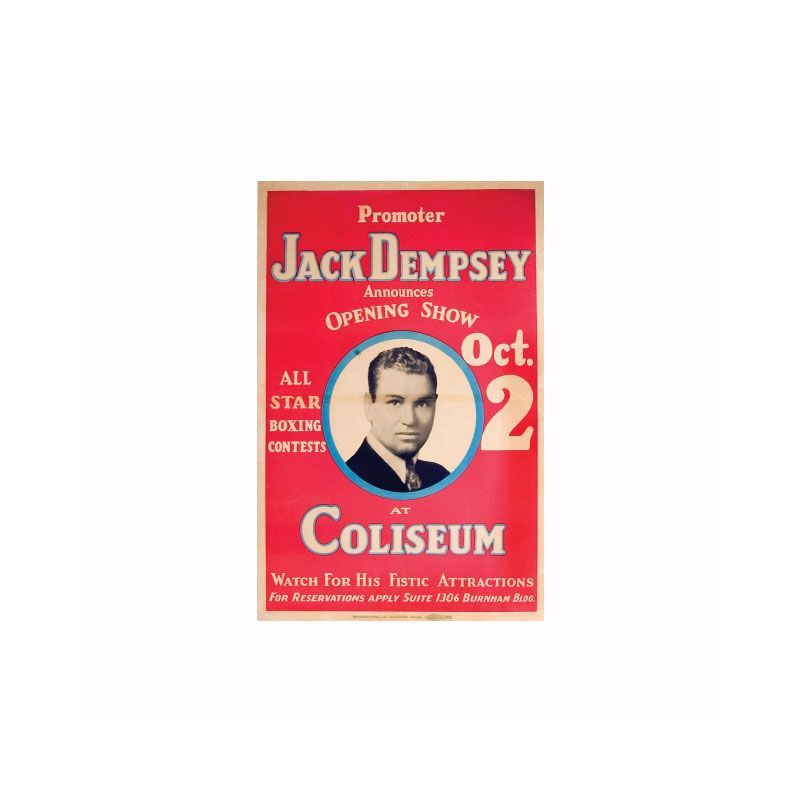 Promoter
JACK DEMPSEY
Announces
OPENING SHOW
Oct.
2
ALL
STAR
BOXING
CONTESTS
AT
COLISEUM
WATCH FOR HIS FISTIC ATTRACTIONS
FOR RESERVATIONS APPLY SUITE 1306 BURNHAM BLDG.